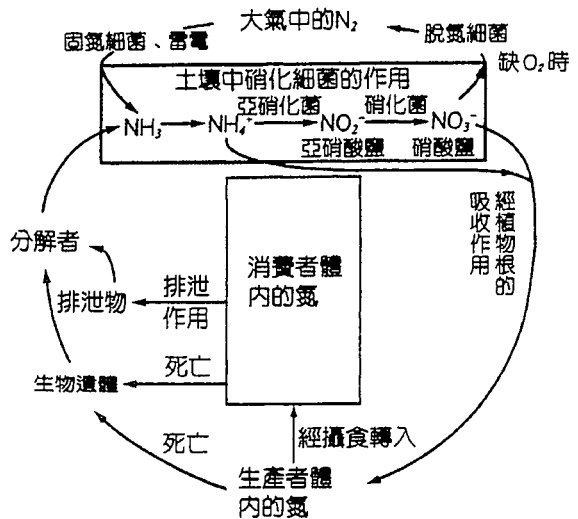 大氣中的N₂
固氮細菌、雷電
脫氮細菌
缺O₂時
土壤中硝化細菌的作用
亞硝化菌 硝化菌
NH₃ NH₄⁺ NO₂⁻ NO₃⁻
亞硝酸鹽 硝酸鹽
經植物根的
吸收作用
分解者
消費者體
內的氮
排泄物
排泄
作用
生物遺體
死亡
死亡
經攝食轉入
生產者體
內的氮